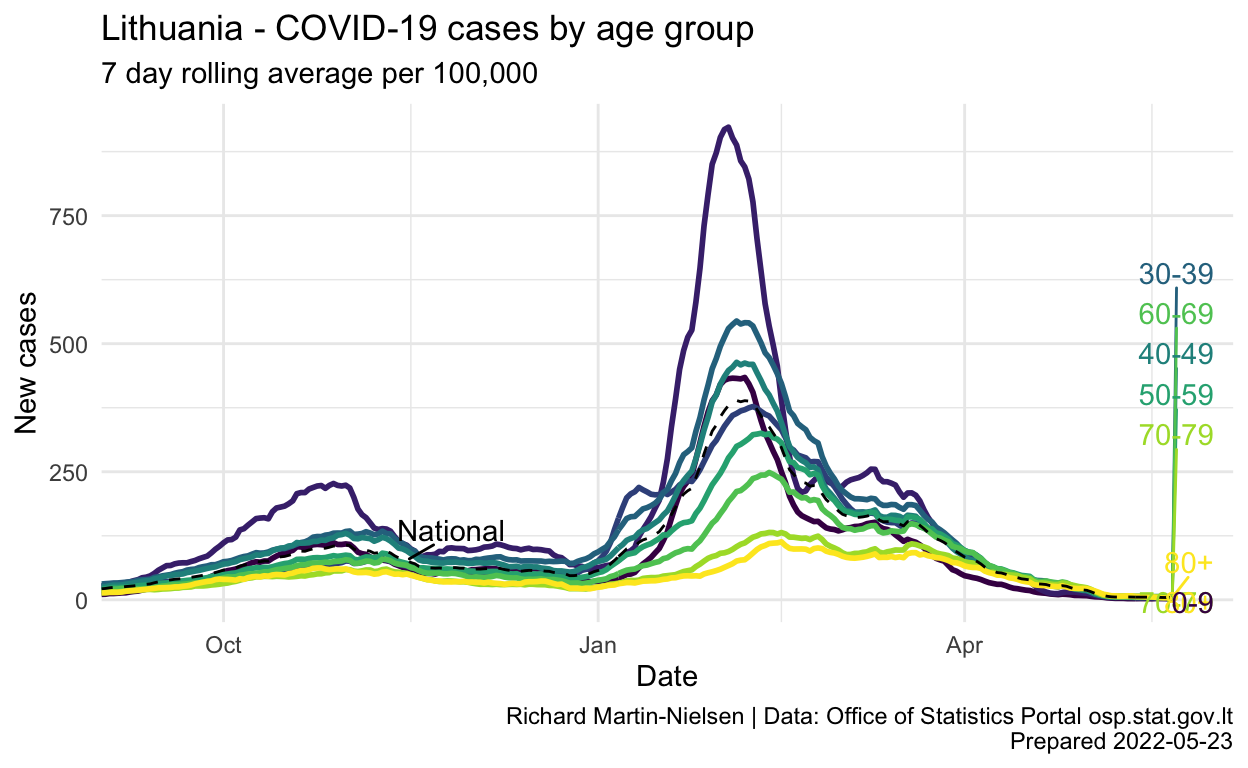 Lithuania - COVID-19 cases by age group
7 day rolling average per 100,000
New cases
750
500
250
0
30-39
60-69
40-49
50-59
70-79
National
80+
0-9
Oct
Jan
Apr
Date
Richard Martin-Nielsen | Data: Office of Statistics Portal osp.stat.gov.lt
Prepared 2022-05-23